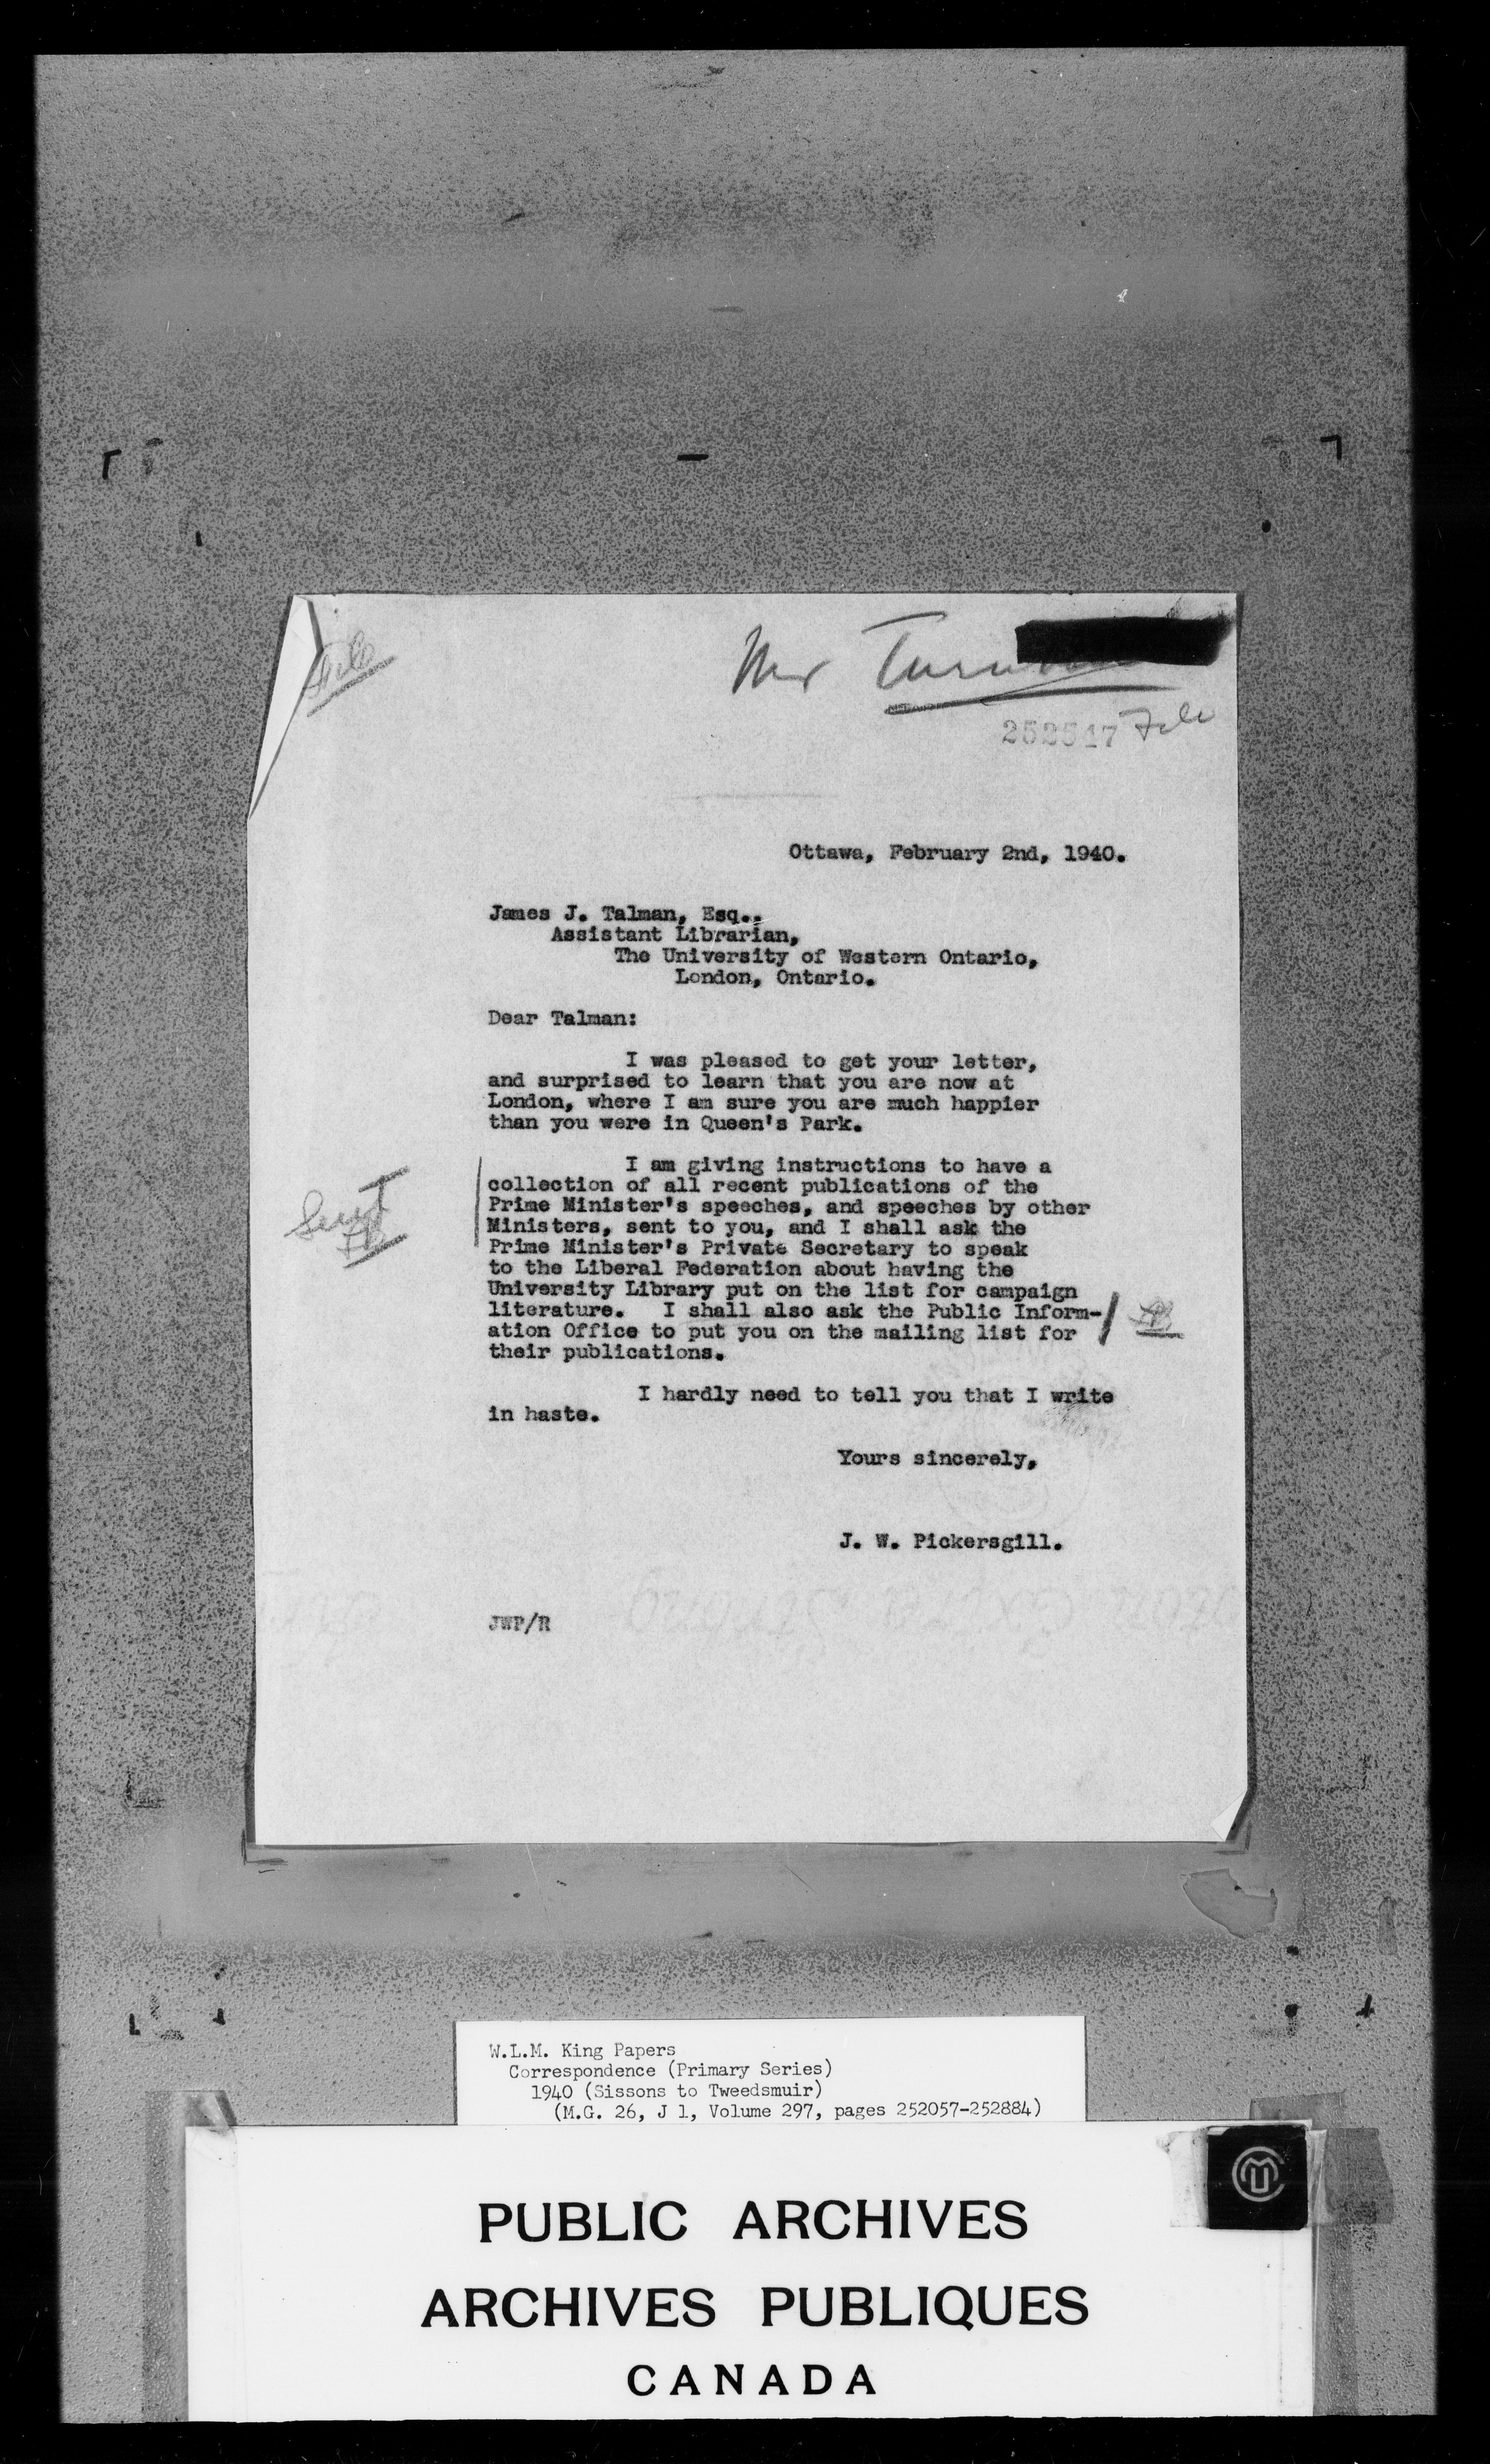 File
Mr
252517 File
Ottawa, February 2nd, 1940.
James J. Talman, Esq.,
Assistant Librarian,
The University of Western Ontario,
London, Ontario.
Dear Talman:
I was pleased to get your letter,
and surprised to learn that you are now at
London, where I am sure you are much happier
than you were in Queen's Park.
I am giving instructions to have a
collection of all recent publications of the
Prime Minister's speeches, and speeches by other
Ministers, sent to you, and I shall ask the
Prime Minister's Private Secretary to speak
to the Liberal Federation about having the
University Library put on the list for campaign
literature. I shall also ask the Public Inform-
ation Office to put you on the mailing list for
their publications.
Sent
I hardly need to tell you that I write
in haste.
Yours sincerely,
J. W. Pickersgill.
JWP/R
W.L.M. King Papers
Correspondence (Primary Series)
1940 (Sissons to Tweedsmuir)
(M.G. 26, J 1, Volume 297, pages 252057-252884)
PUBLIC ARCHIVES
ARCHIVES PUBLIQUES
CANADA